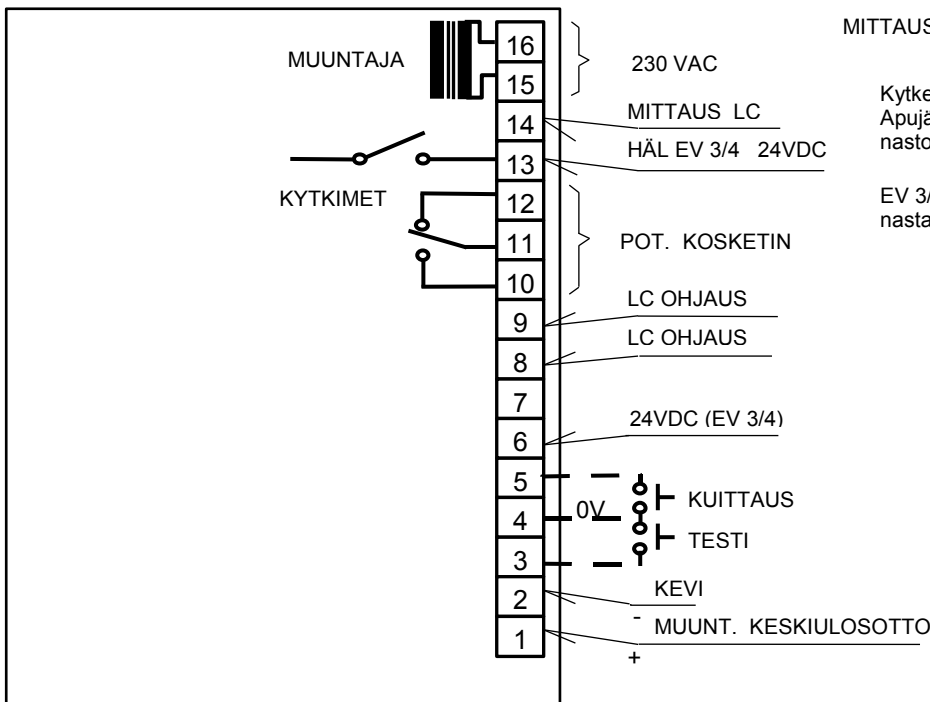 MITTAUS
MUUNTAJA
16
15
230 VAC
Kytke
Apujä
nasto
14
MITTAUS LC
13
HÄL EV 3/4 24VDC
KYTKIMET
12
EV 3/
nasta
11
POT. KOSKETIN
10
9
LC OHJAUS
8
LC OHJAUS
7
6
24VDC (EV 3/4)
5
KUITTAUS
4
0V
3
TESTI
2
KEVI
-
1
MUUNT. KESKIULOSOTTO
+